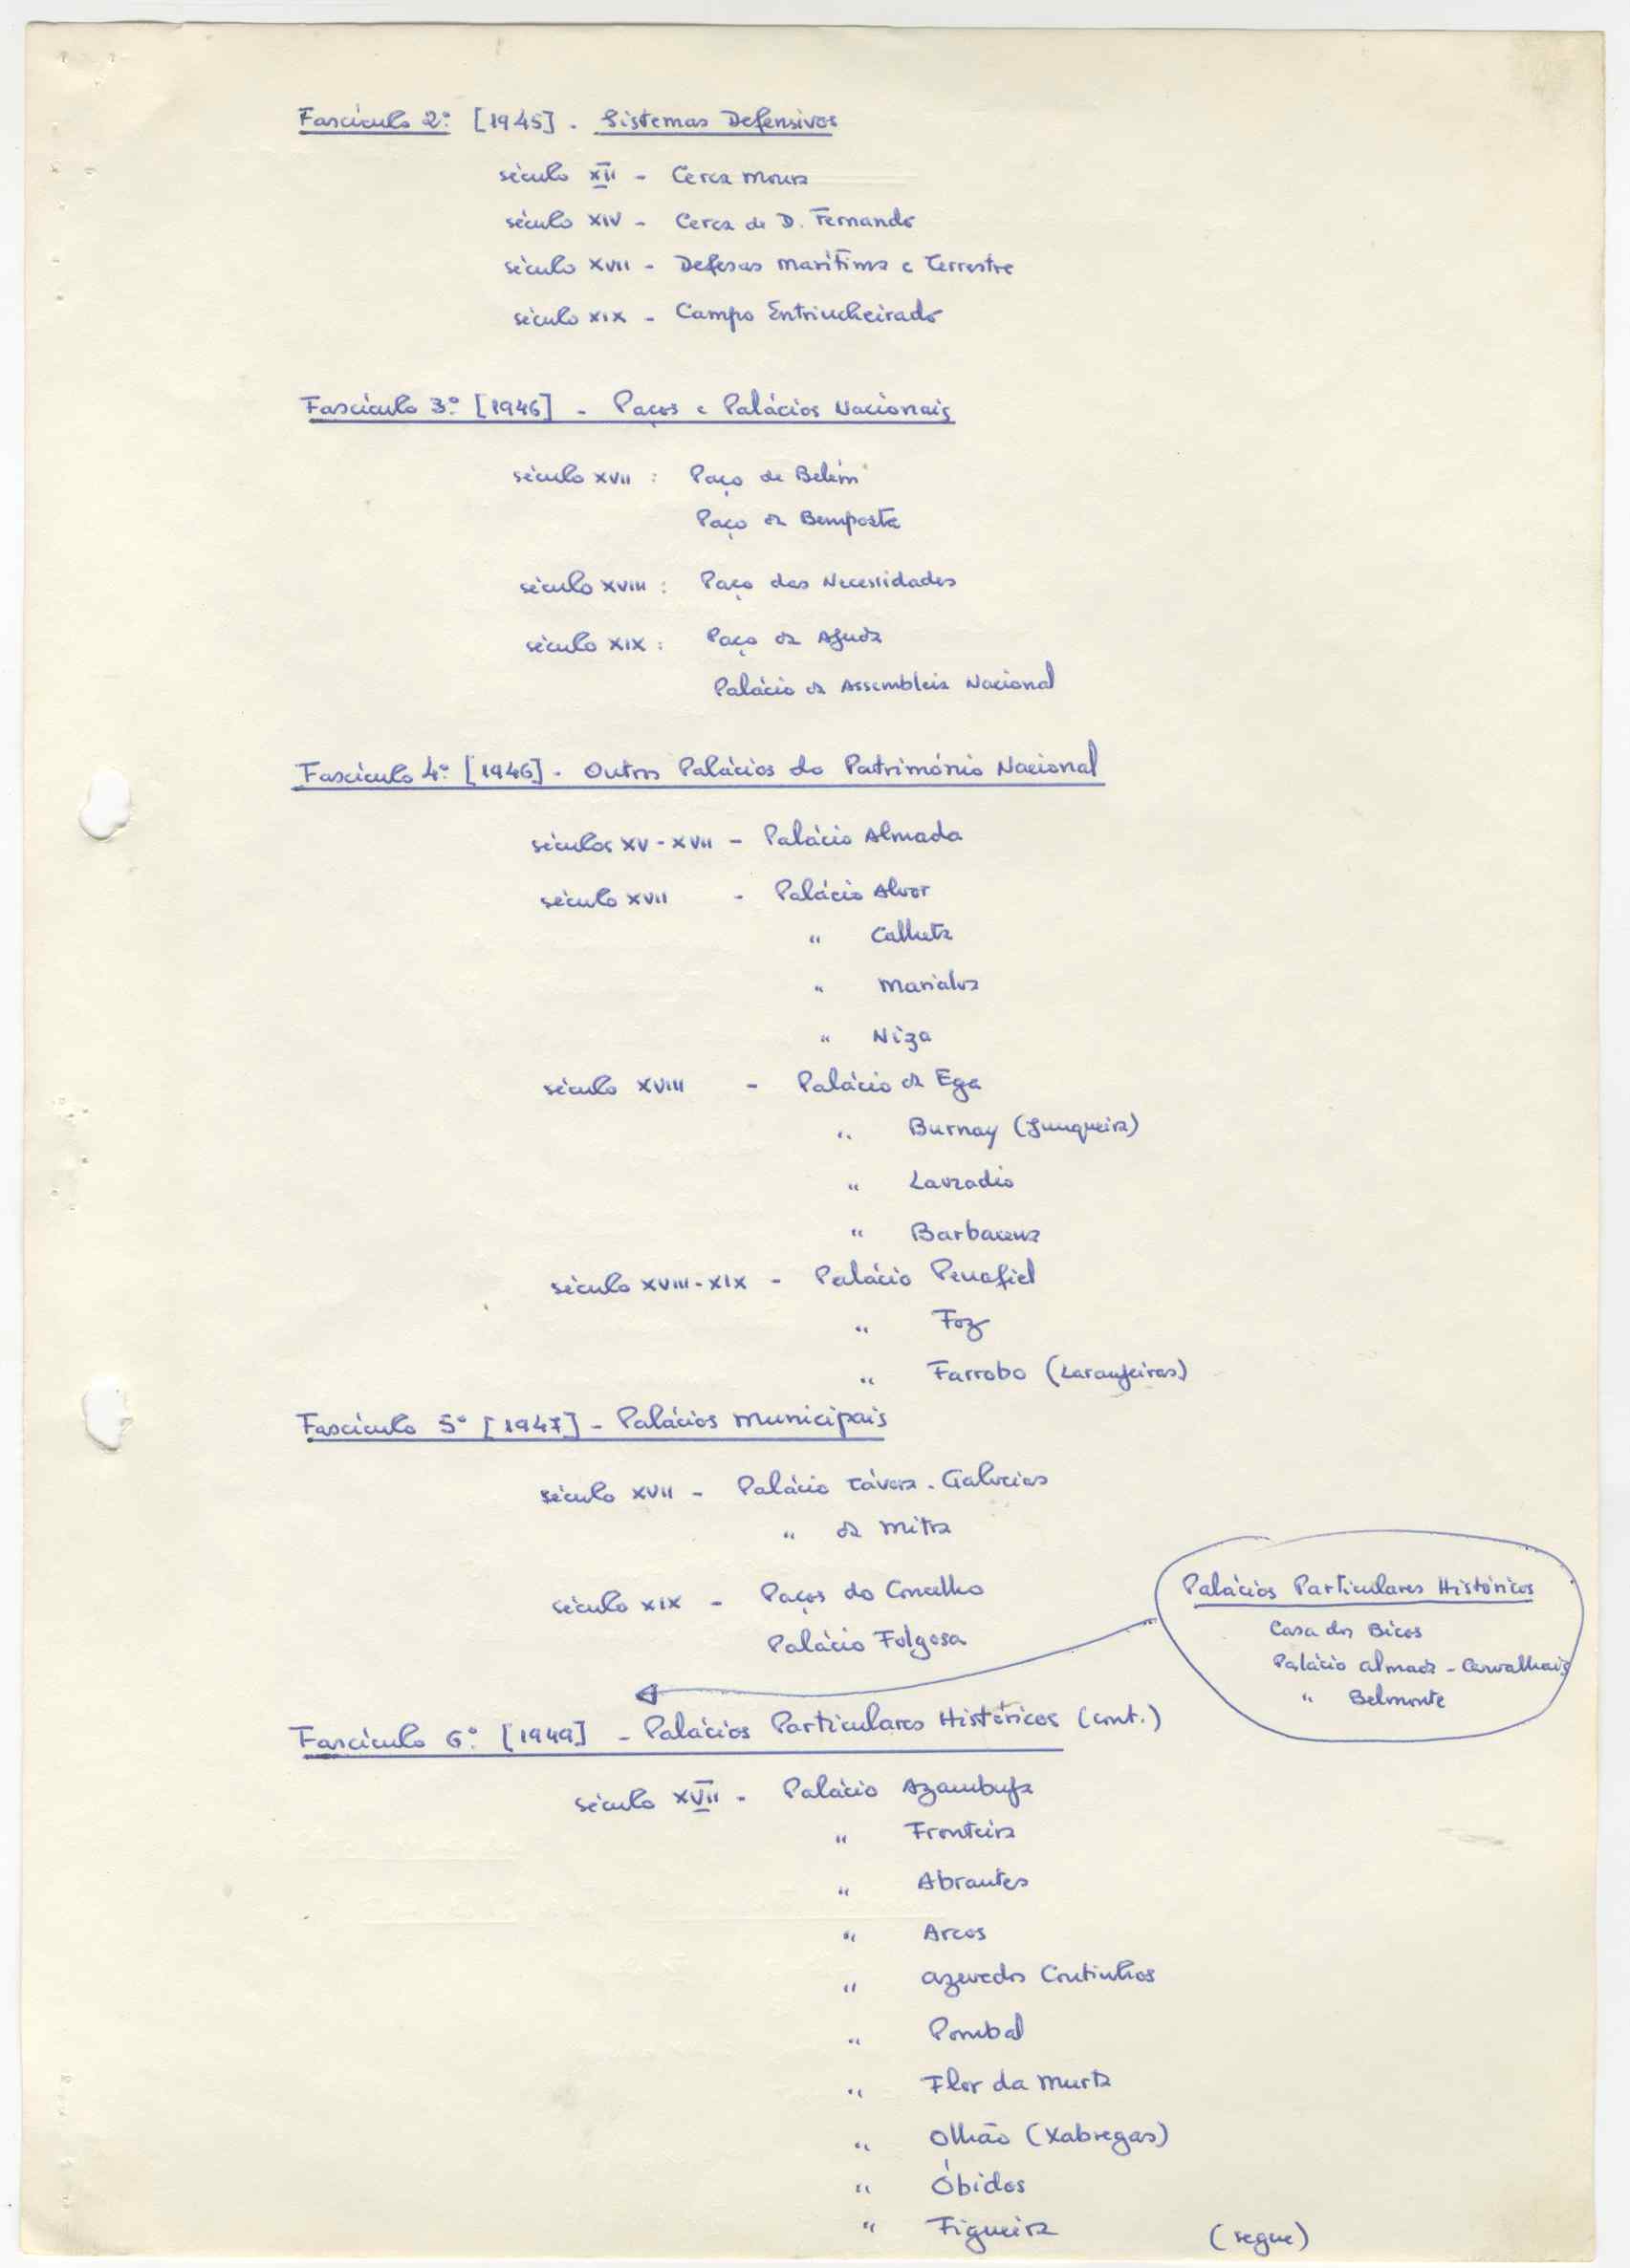 Fascículo 2º [1945] - Sistemas Defensivos
século XII - Cerca Moura
século XIV - Cerca de D. Fernando
século XVII - Defesas Marítima e Terrestre
século XIX - Campo Entrincheirado
Fascículo 3º [1946] - Paços e Palácios Nacionais
século XVII : Paço de Belém
Paço da Bemposta
século XVIII : Paço das Necessidades
século XIX : Paço da Ajuda
Palácio da Assembleia Nacional
Fascículo 4º [1946] - Outros Palácios do Património Nacional
séculos XV - XVII - Palácio Almada
século XVII - Palácio Alvor
" Calheta
" Marialva
" Niza
século XVIII - Palácio da Ega
" Burnay (Junqueira)
" Lavradio
" Barbacena
século XVIII - XIX - Palácio Penafiel
" Foz
" Farrobo (Laranjeiras)
Fascículo 5º [1947] - Palácios Municipais
século XVII - Palácio Távora - Galveias
" da Mitra
século XIX - Paços do Concelho
Palácio Folgosa
Palácios Particulares Históricos
Casa dos Bicos
Palácio Almada - Carvalhais
" Belmonte
Fascículo 6º [1949] - Palácios Particulares Históricos (cont.)
século XVII - Palácio Azambuja
" Fronteira
" Abrantes
" Arcos
" Azevedos Coutinhos
" Pombal
" Flor da Murta
" Olhão (Xabregas)
" Óbidos
" Figueira
(segue)